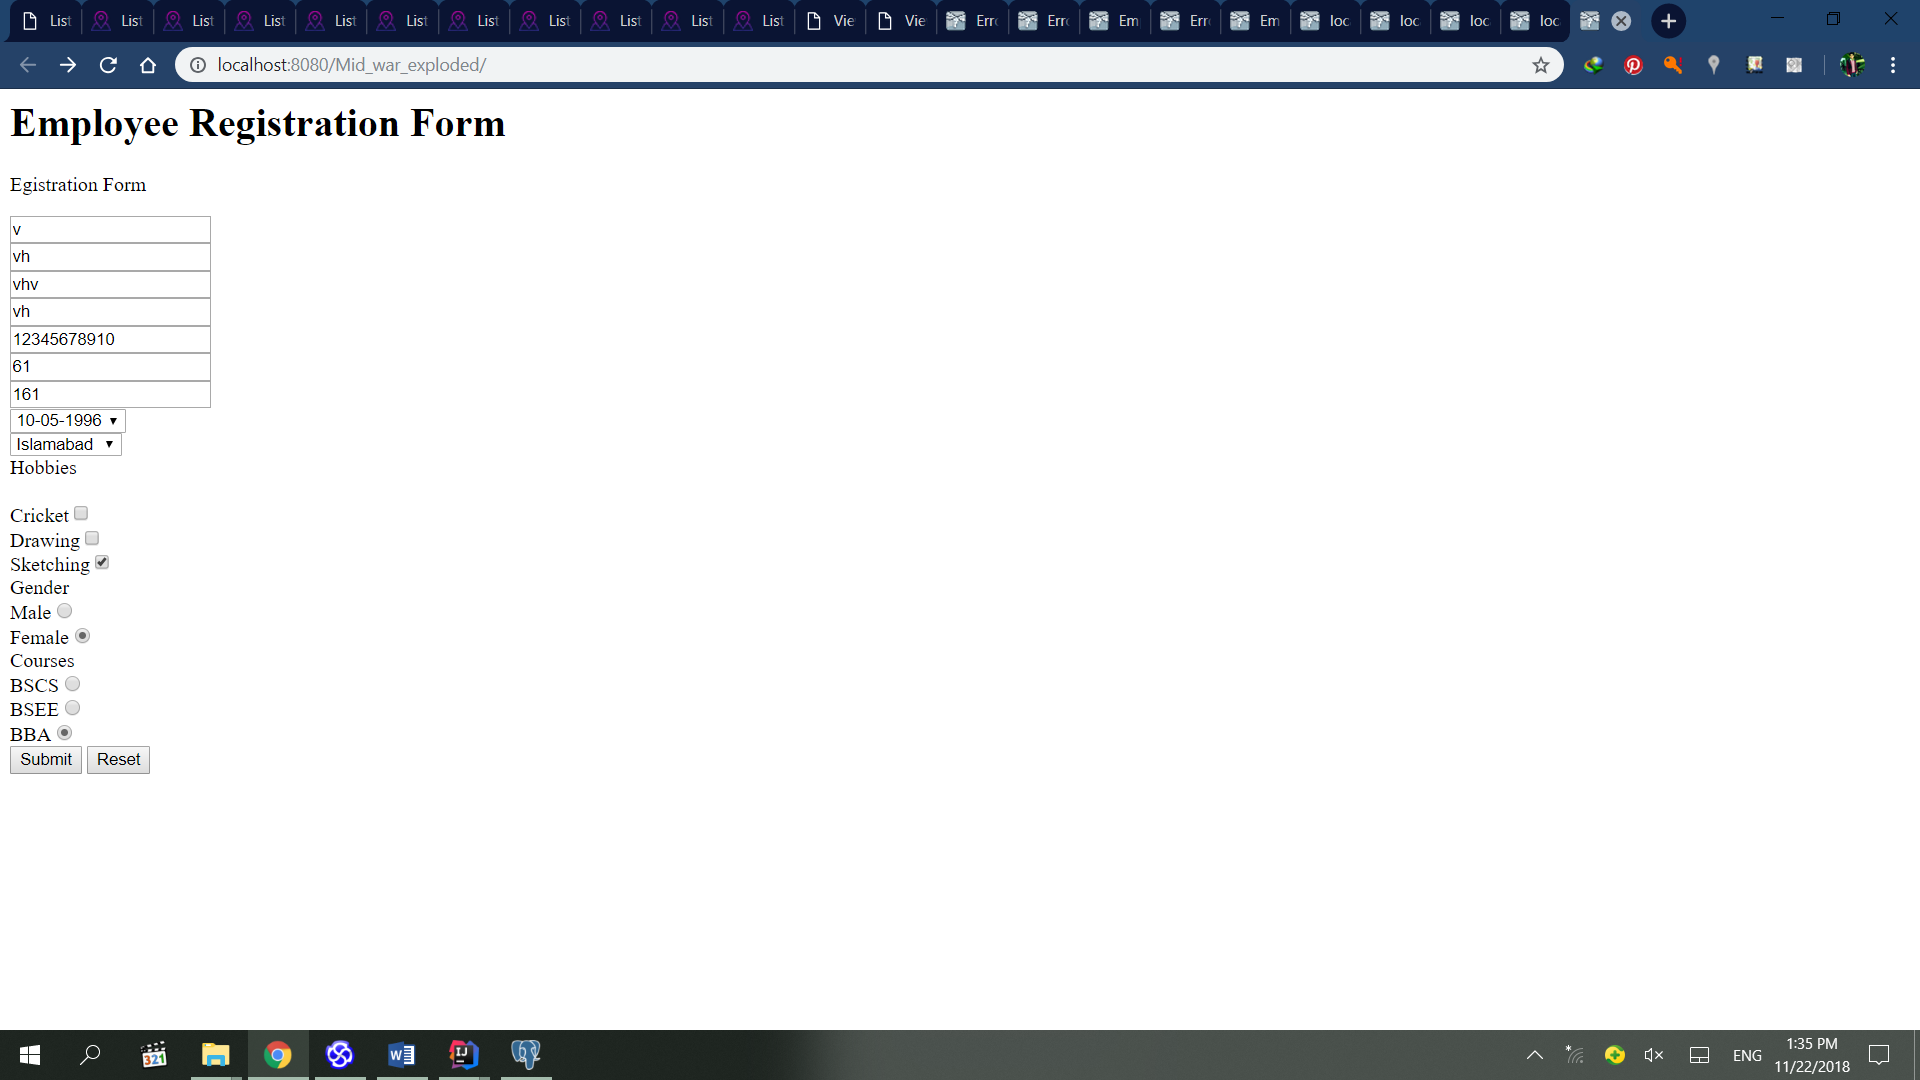 List List List List List List List List List List List Vie Vie Err Err Em Err Em loc loc loc loc
localhost:8080/Mid_war_exploded/
Employee Registration Form
Egistration Form
v
vh
vhv
vh
12345678910
61
161
10-05-1996
Islamabad
Hobbies
Cricket
Drawing
Sketching
Gender
Male
Female
Courses
BSCS
BSEE
BBA
Submit Reset
321 W IJ ENG 1:35 PM
11/22/2018